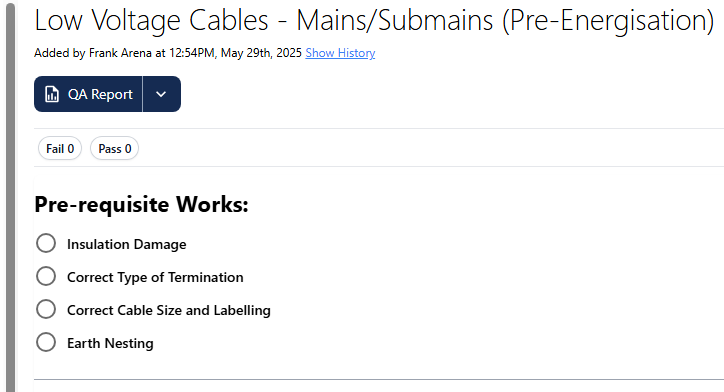 Low Voltage Cables - Mains/Submains (Pre-Energisation)
Added by Frank Arena at 12:54PM, May 29th, 2025 Show History
QA Report
Fail 0 Pass 0
Pre-requisite Works:
Insulation Damage
Correct Type of Termination
Correct Cable Size and Labelling
Earth Nesting